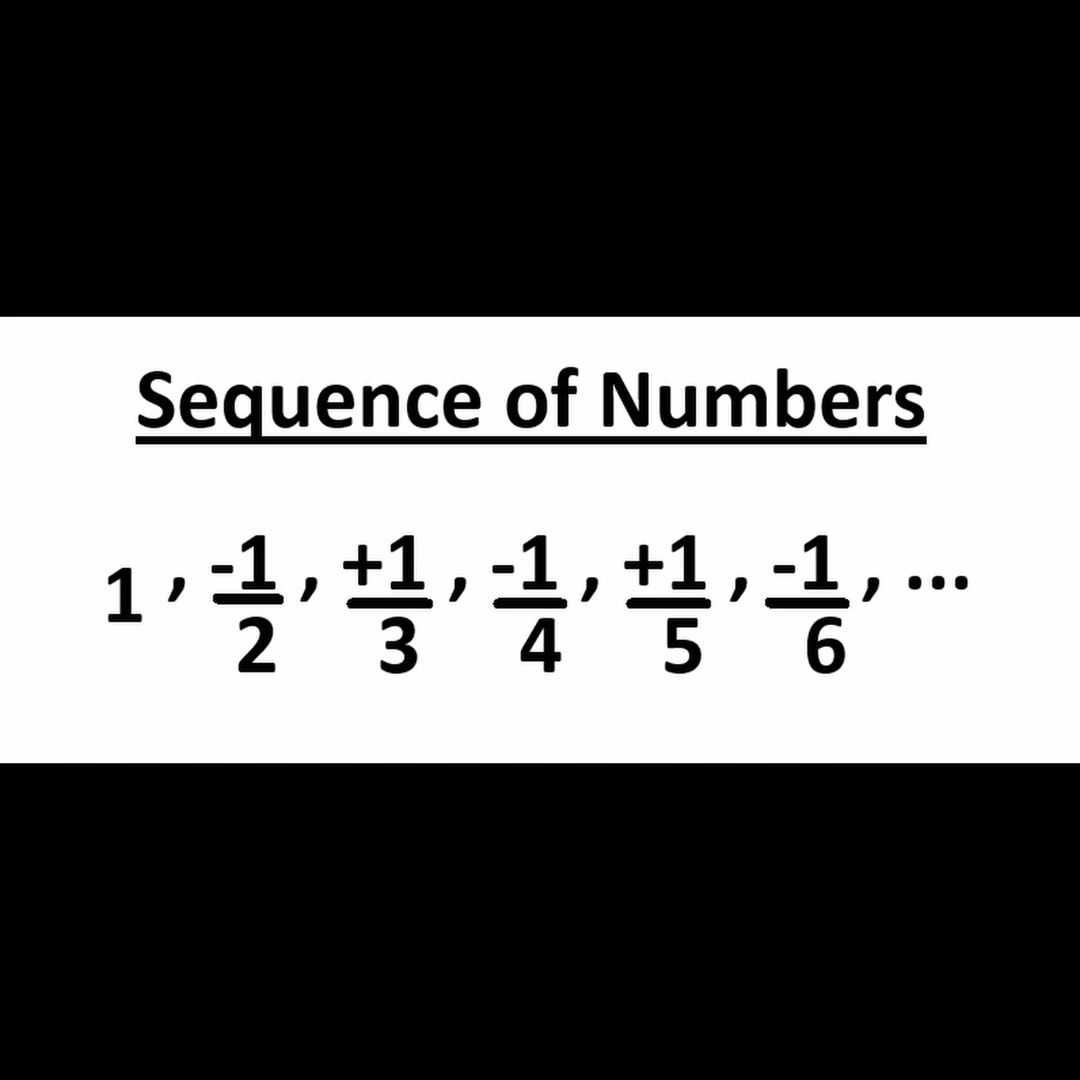 Sequence of Numbers
1 , -1/2 , +1/3 , -1/4 , +1/5 , -1/6 , ...